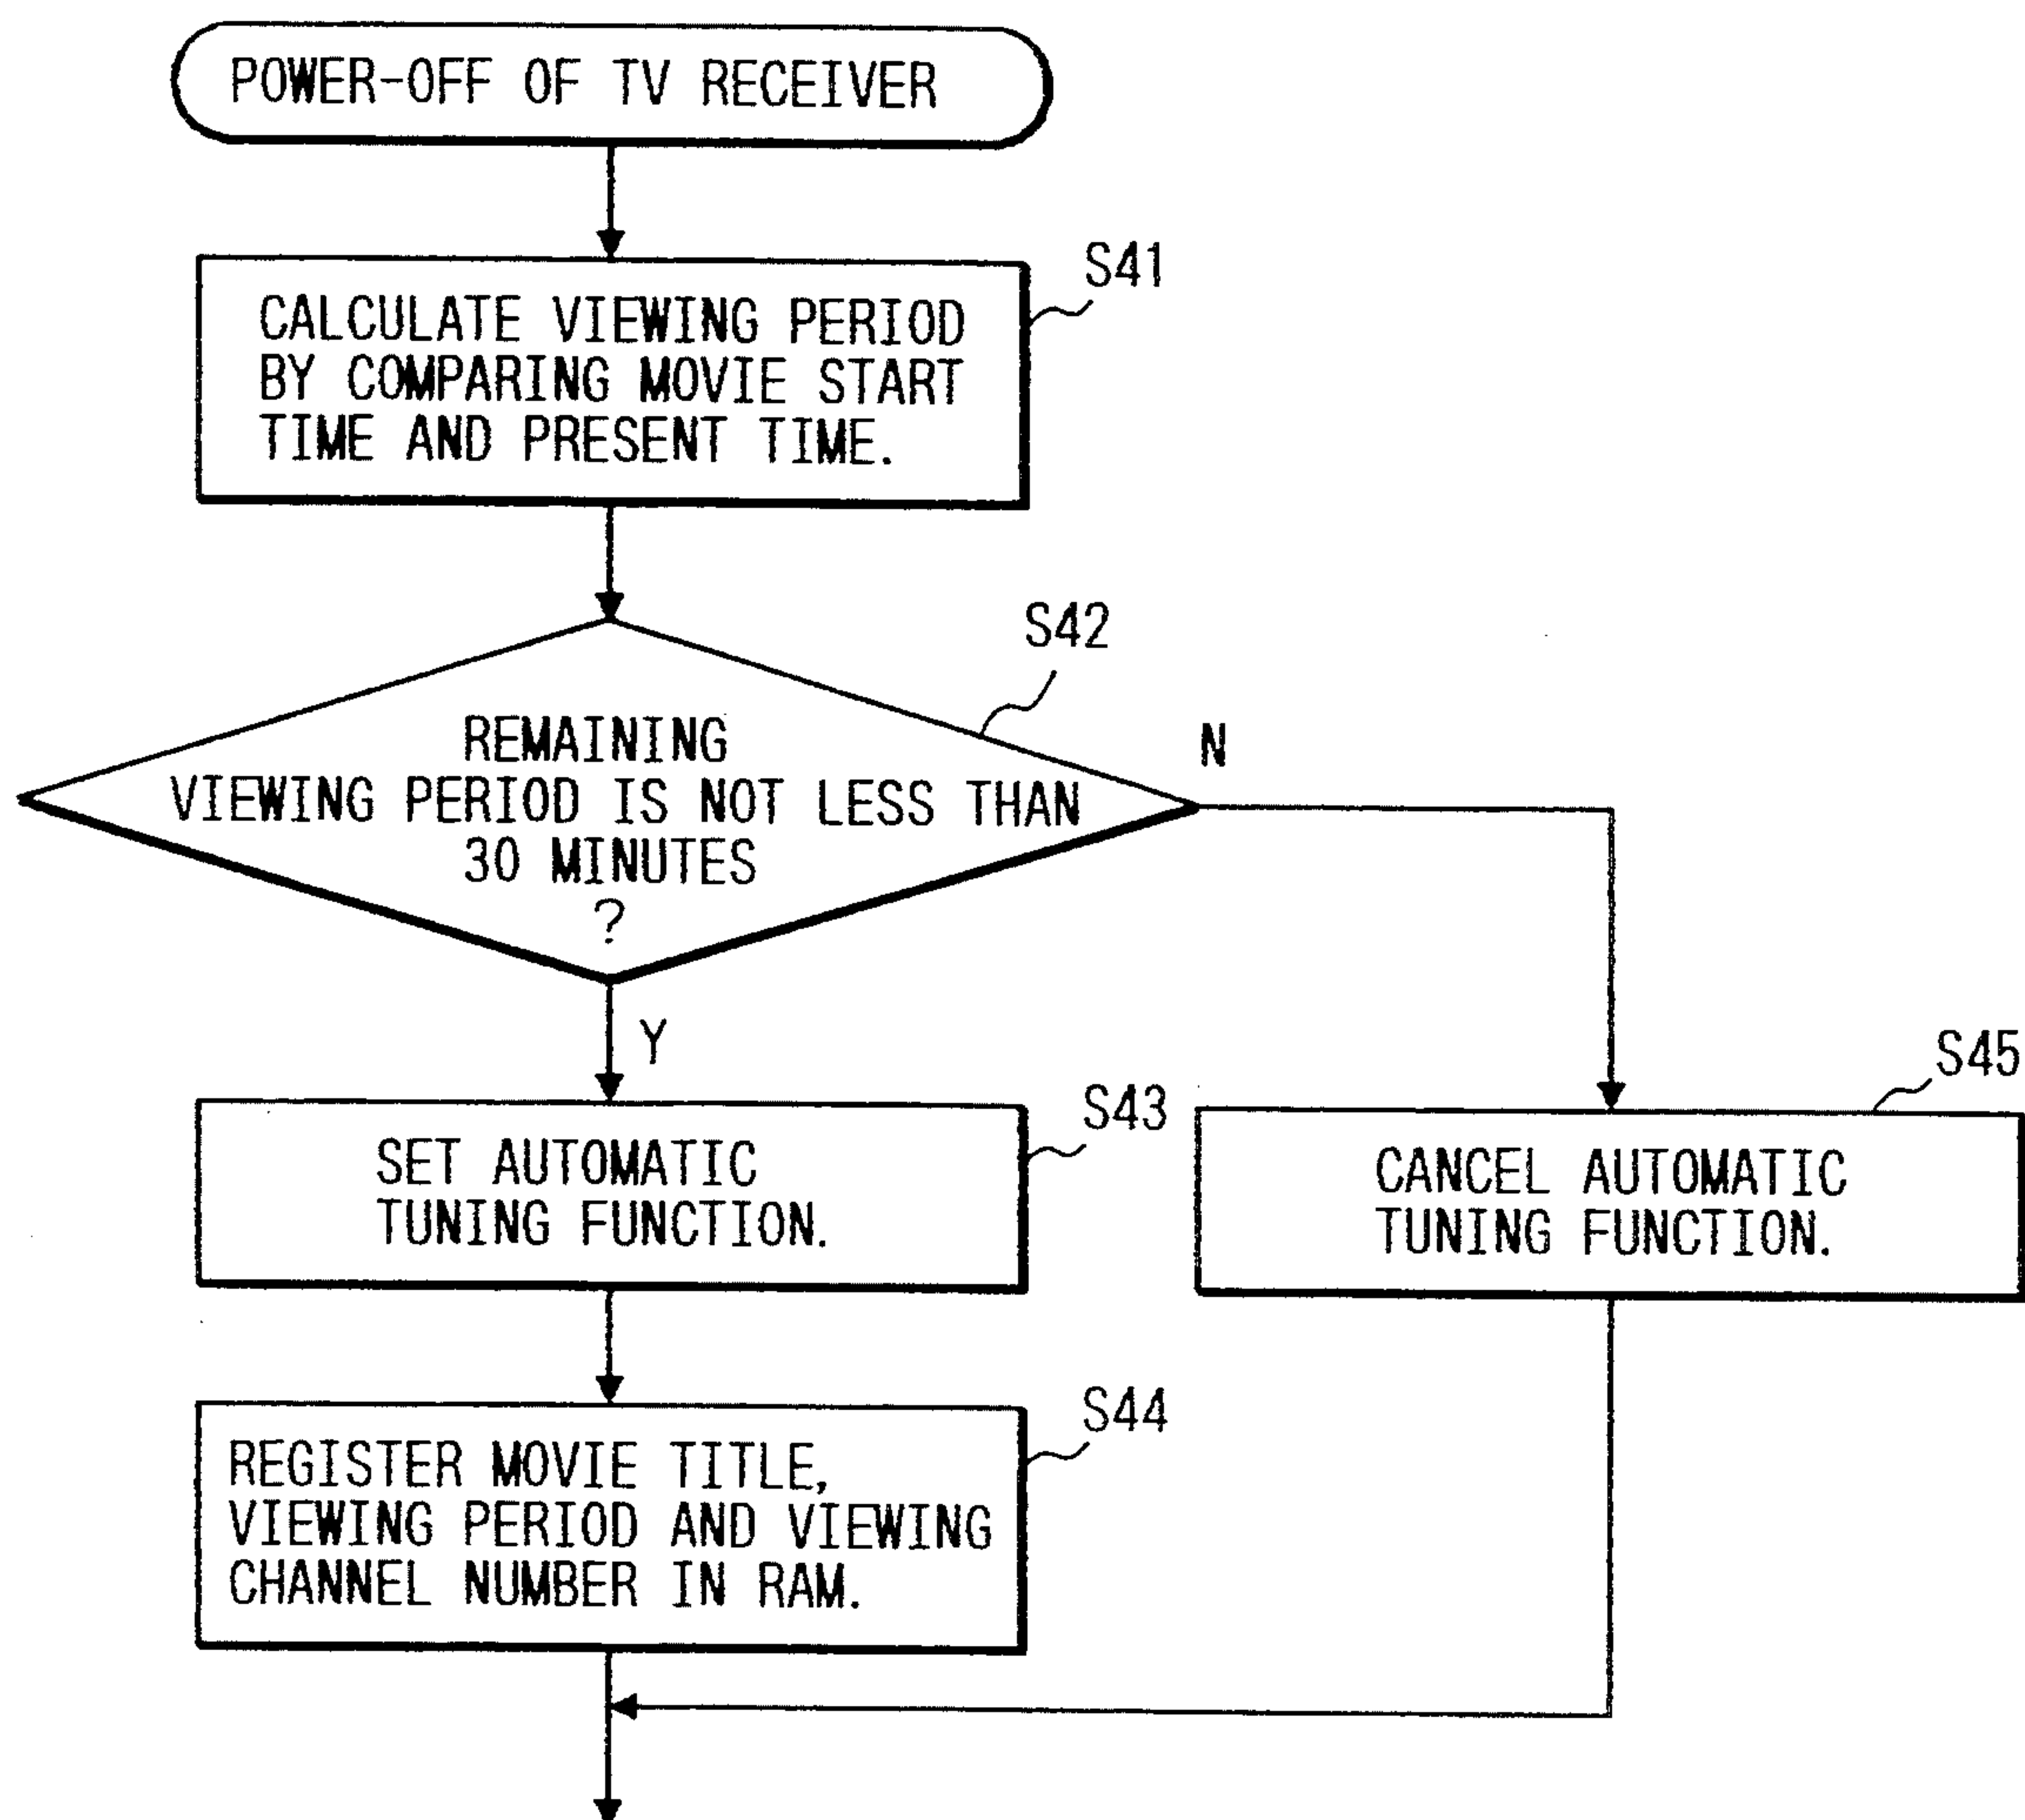 POWER-OFF OF TV RECEIVER
S41
CALCULATE VIEWING PERIOD
BY COMPARING MOVIE START
TIME AND PRESENT TIME.
S42
REMAINING
VIEWING PERIOD IS NOT LESS THAN
30 MINUTES
?
N
Y
S43
SET AUTOMATIC
TUNING FUNCTION.
S45
CANCEL AUTOMATIC
TUNING FUNCTION.
S44
REGISTER MOVIE TITLE,
VIEWING PERIOD AND VIEWING
CHANNEL NUMBER IN RAM.